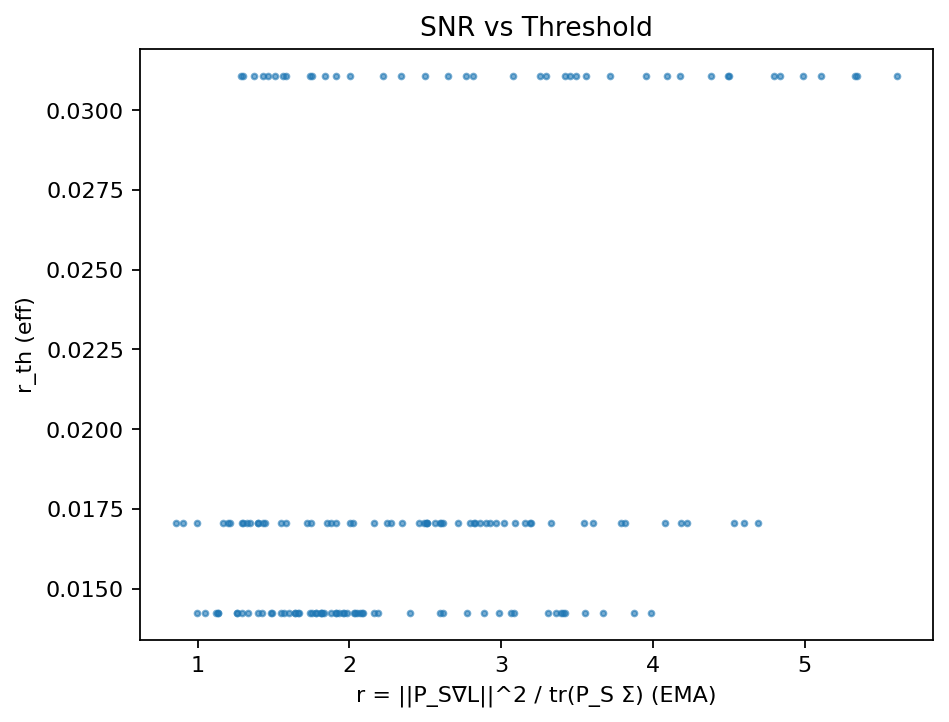 SNR vs Threshold
0.0300
0.0275
0.0250
0.0225
0.0200
0.0175
0.0150
r_th (eff)
1 2 3 4 5
r = ||P_S∇L||^2 / tr(P_S Σ) (EMA)